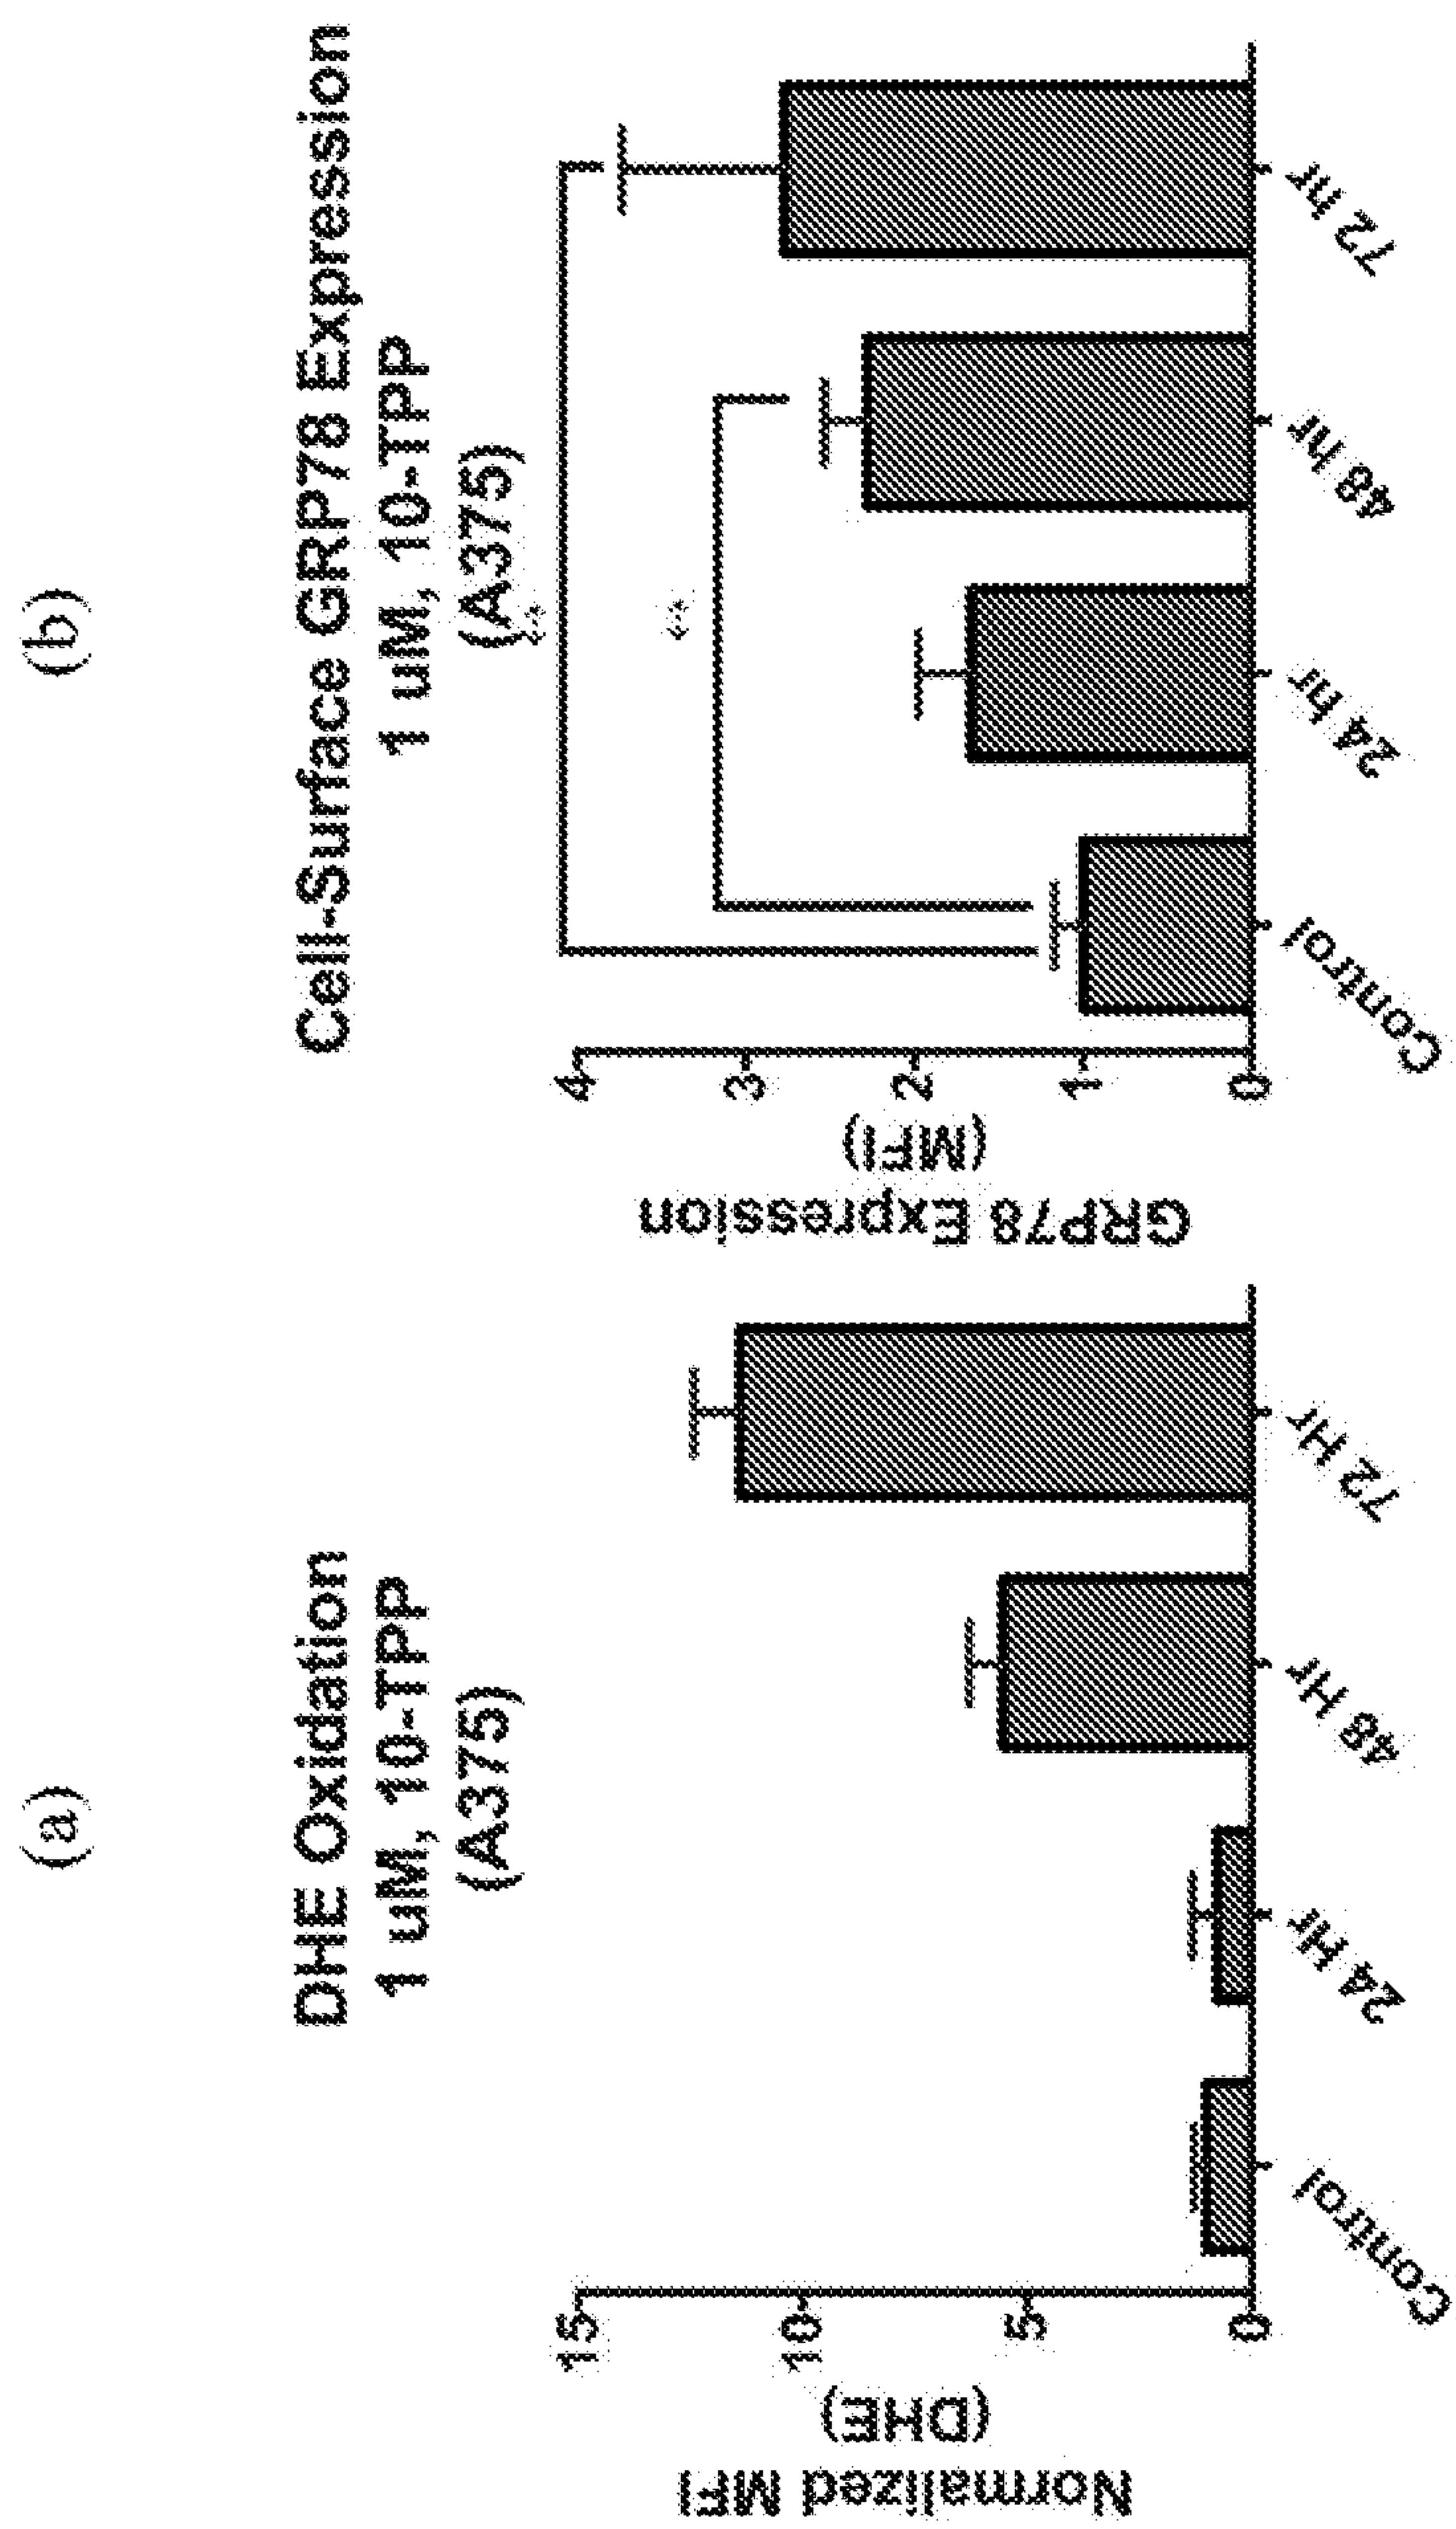 (a)
DHE Oxidation
1 uM, 10-TPP
(A375)
Normalized MFI
(DHE)
15
10
5
0
Control
24 Hr
48 Hr
72 Hr
(b)
Cell-Surface GRP78 Expression
1 uM, 10-TPP
(A375)
GRP78 Expression
(MFI)
4
3
2
1
0
Control
24 hr
48 hr
72 hr